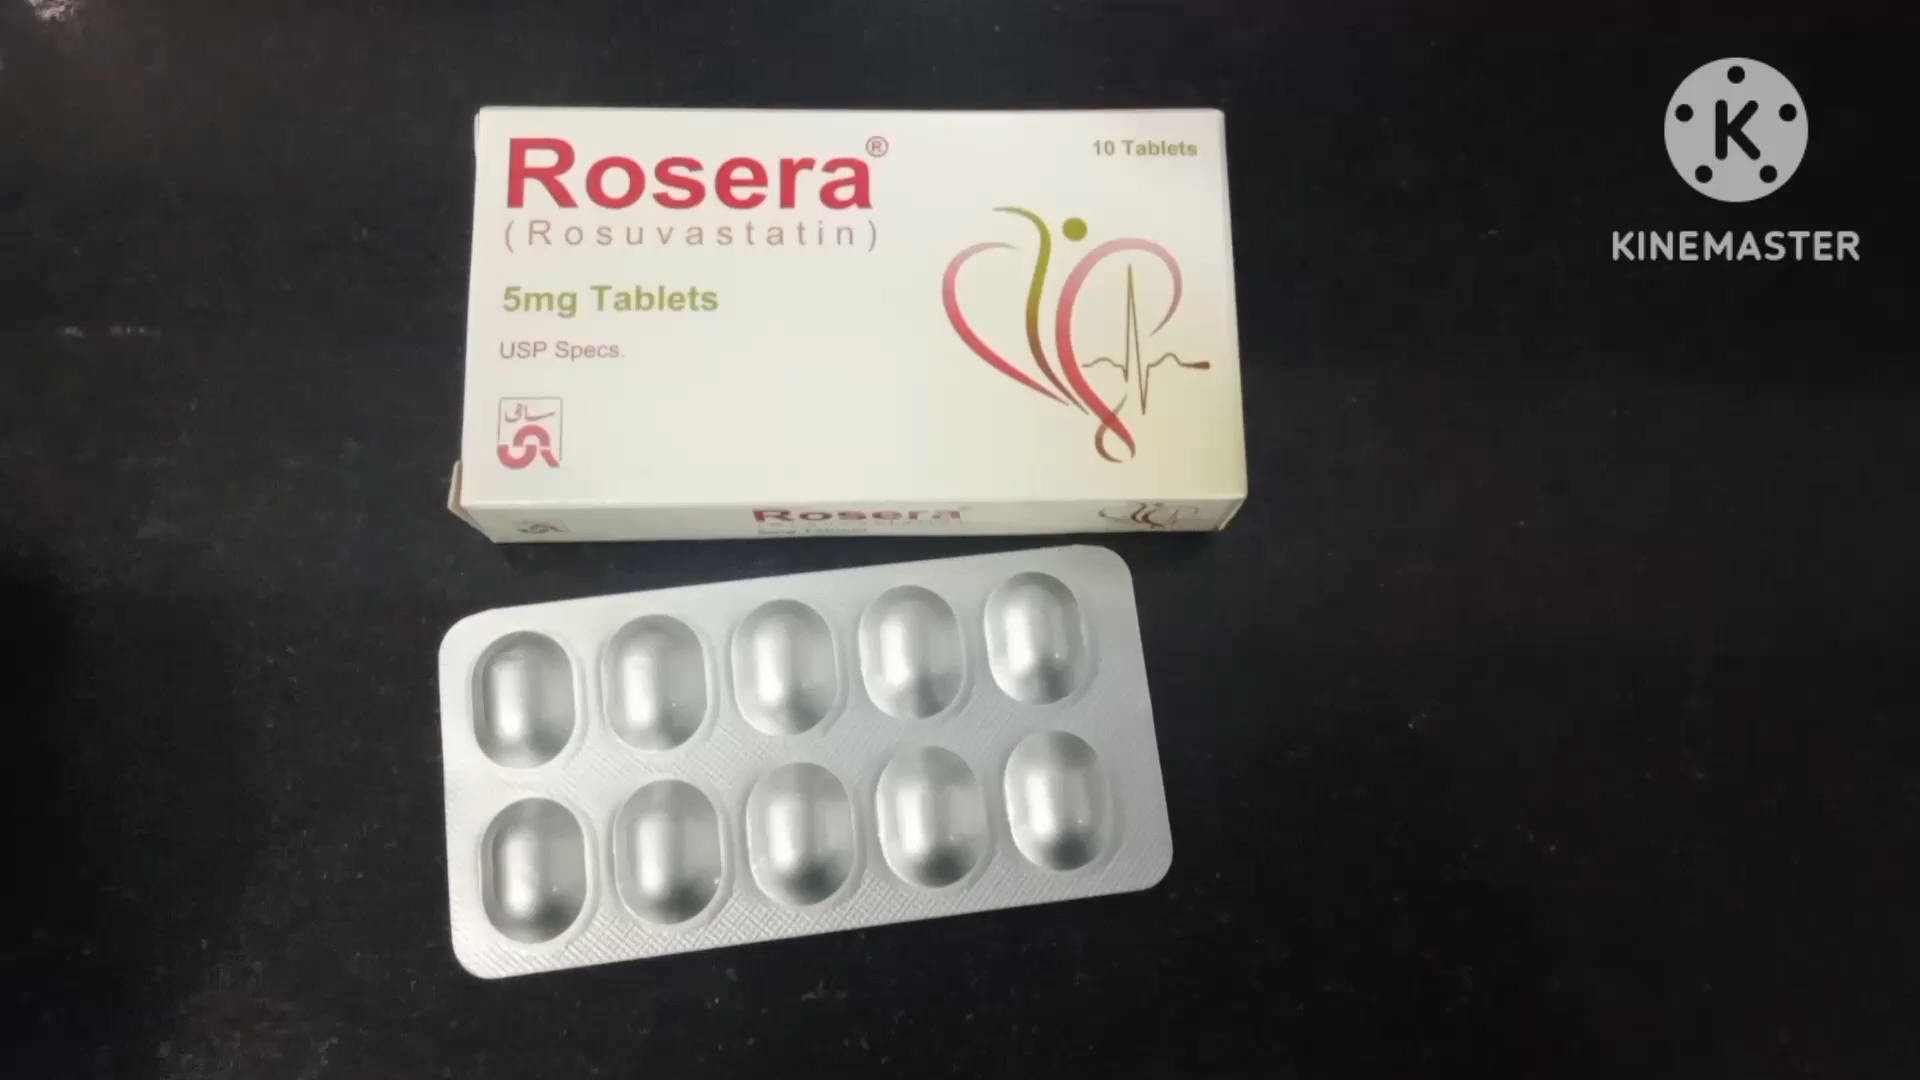 Rosera®
10 Tablets
(Rosuvastatin)
5mg Tablets
USP Specs.
سامی
Rosera
K
KINEMASTER